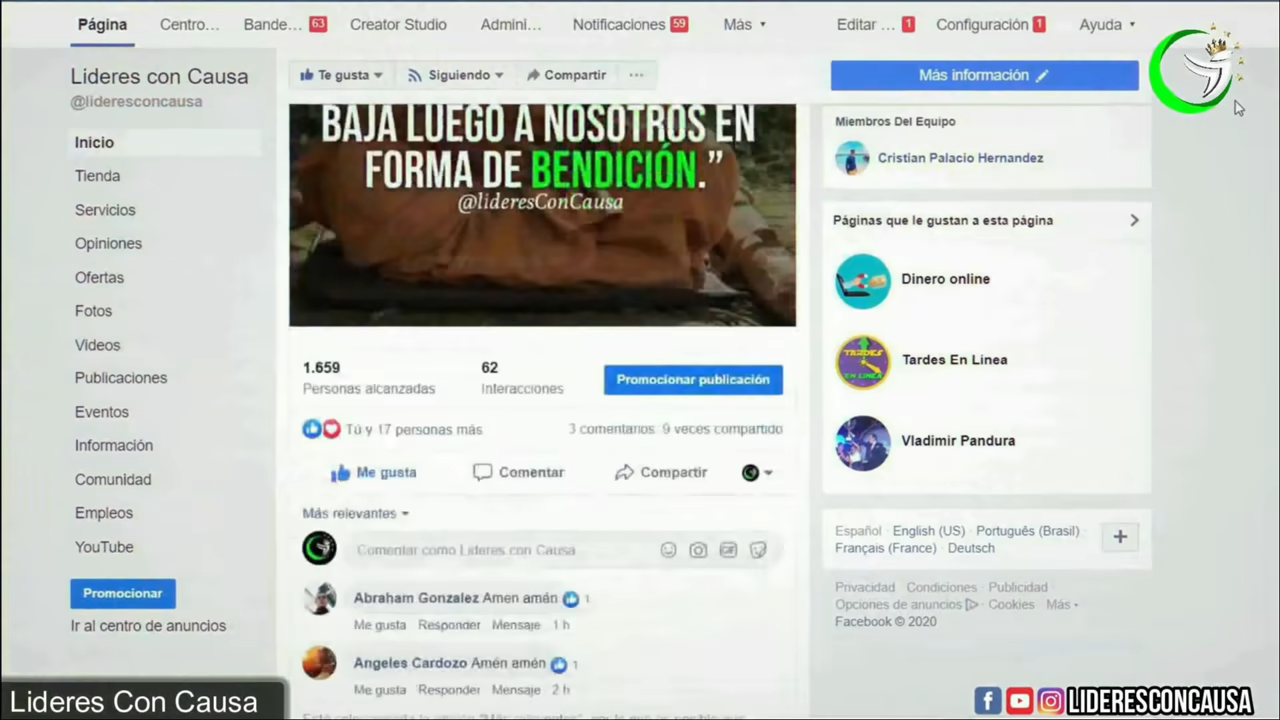 Página Centro... Bande... 63 Creator Studio Admini... Notificaciones 59 Más Editar ... 1 Configuración 1 Ayuda
Lideres con Causa
@lideresconcausa
Inicio
Tienda
Servicios
Opiniones
Ofertas
Fotos
Videos
Publicaciones
Eventos
Información
Comunidad
Empleos
YouTube
Promocionar
Ir al centro de anuncios
Te gusta Siguiendo Compartir ...
BAJA LUEGO A NOSOTROS EN
FORMA DE BENDICIÓN.”
@lideresConCausa
1.659 62
Personas alcanzadas Interacciones
Promocionar publicación
Tú y 17 personas más 3 comentarios 9 veces compartido
Me gusta Comentar Compartir
Más relevantes
Comentar como Lideres con Causa
GIF
Abraham Gonzalez Amen amén 1
Me gusta Responder Mensaje 1 h
Angeles Cardozo Amén amén 1
Me gusta Responder Mensaje 2 h
Más información
Miembros Del Equipo
Cristian Palacio Hernandez
Páginas que le gustan a esta página
Dinero online
TARDES
EN LINEA
Tardes En Linea
Vladimir Pandura
Español · English (US) · Português (Brasil)
Français (France) · Deutsch
Privacidad · Condiciones · Publicidad
Opciones de anuncios · Cookies · Más
Facebook © 2020
Lideres Con Causa
LIDERESCONCAUSA